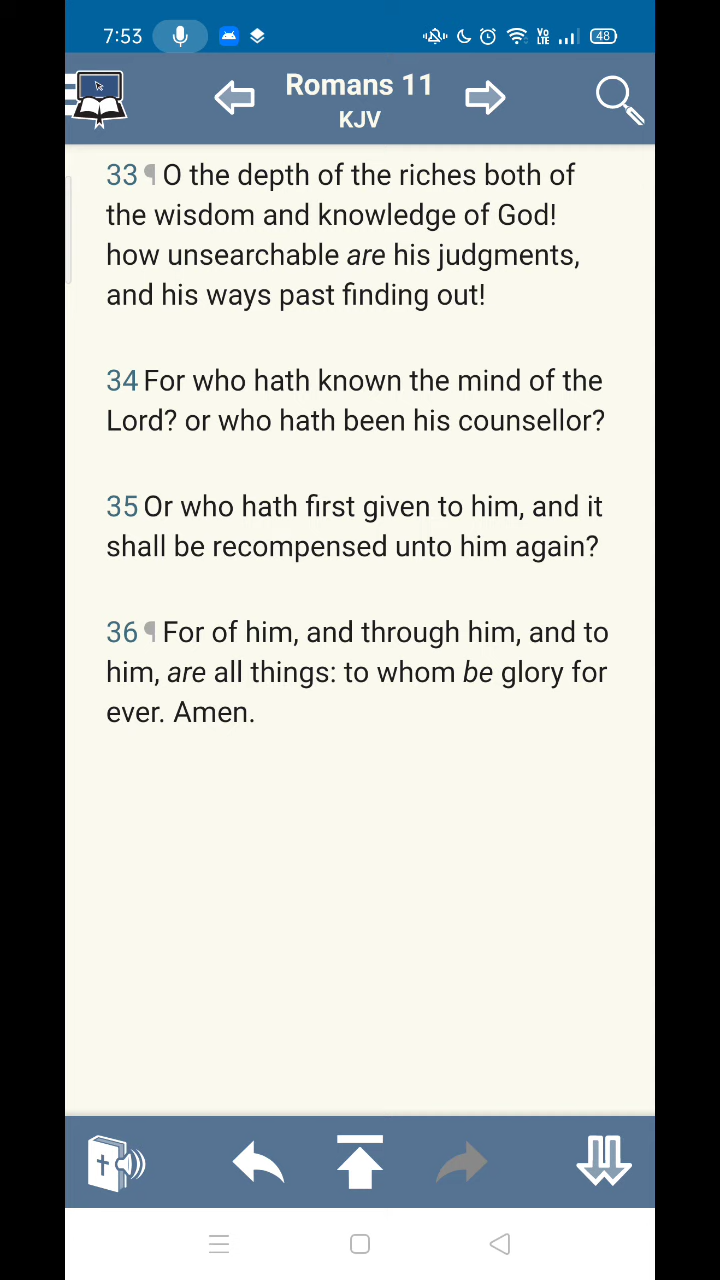 7:53
Vo
LTE
48
Romans 11
KJV
33 ¶ O the depth of the riches both of
the wisdom and knowledge of God!
how unsearchable are his judgments,
and his ways past finding out!
34 For who hath known the mind of the
Lord? or who hath been his counsellor?
35 Or who hath first given to him, and it
shall be recompensed unto him again?
36 ¶ For of him, and through him, and to
him, are all things: to whom be glory for
ever. Amen.